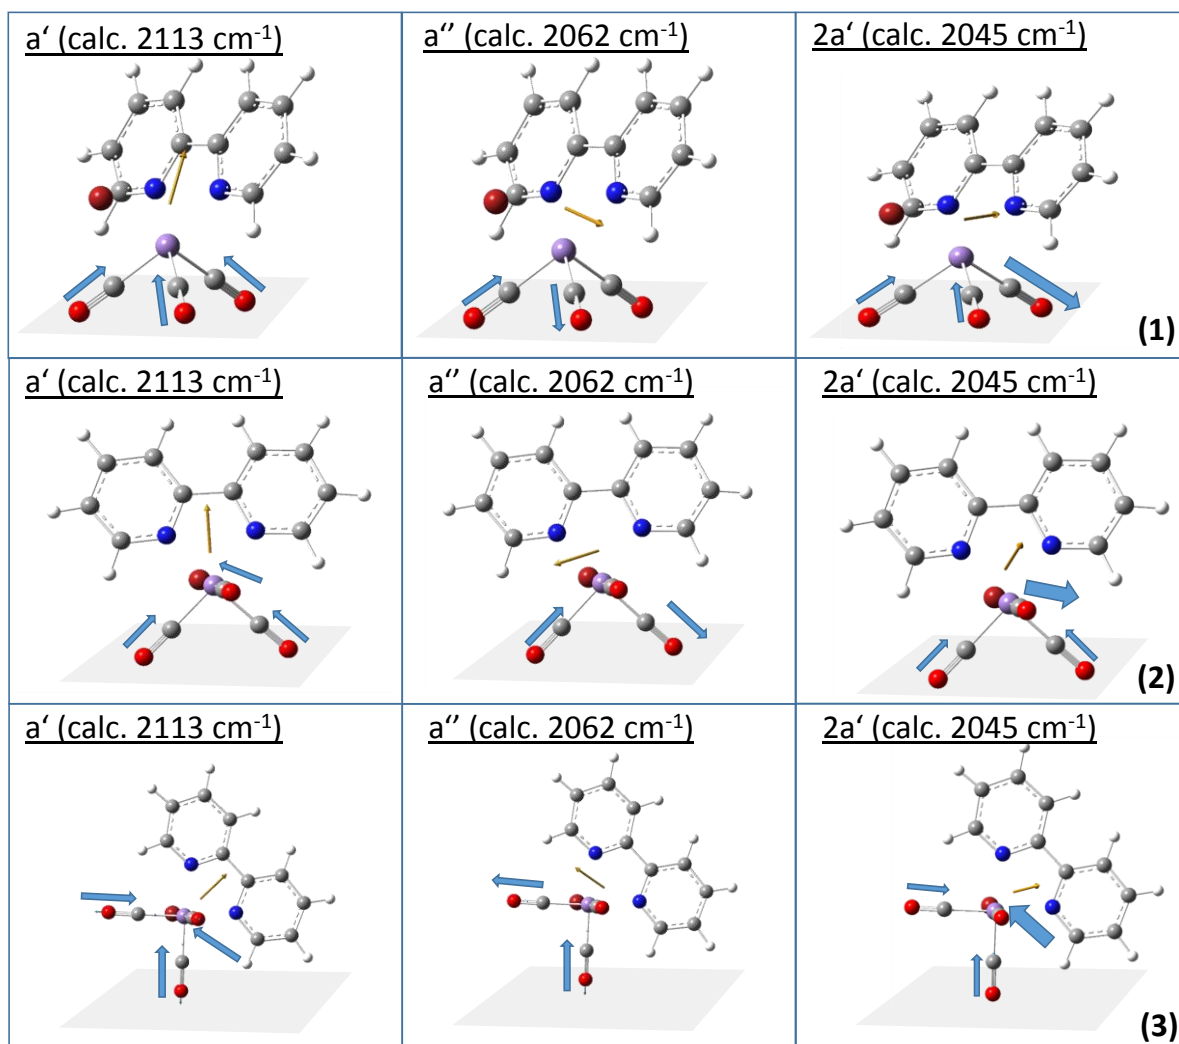 a‘ (calc. 2113 cm⁻¹)
a‘‘ (calc. 2062 cm⁻¹)
2a‘ (calc. 2045 cm⁻¹)
(1)
a‘ (calc. 2113 cm⁻¹)
a‘‘ (calc. 2062 cm⁻¹)
2a‘ (calc. 2045 cm⁻¹)
(2)
a‘ (calc. 2113 cm⁻¹)
a‘‘ (calc. 2062 cm⁻¹)
2a‘ (calc. 2045 cm⁻¹)
(3)